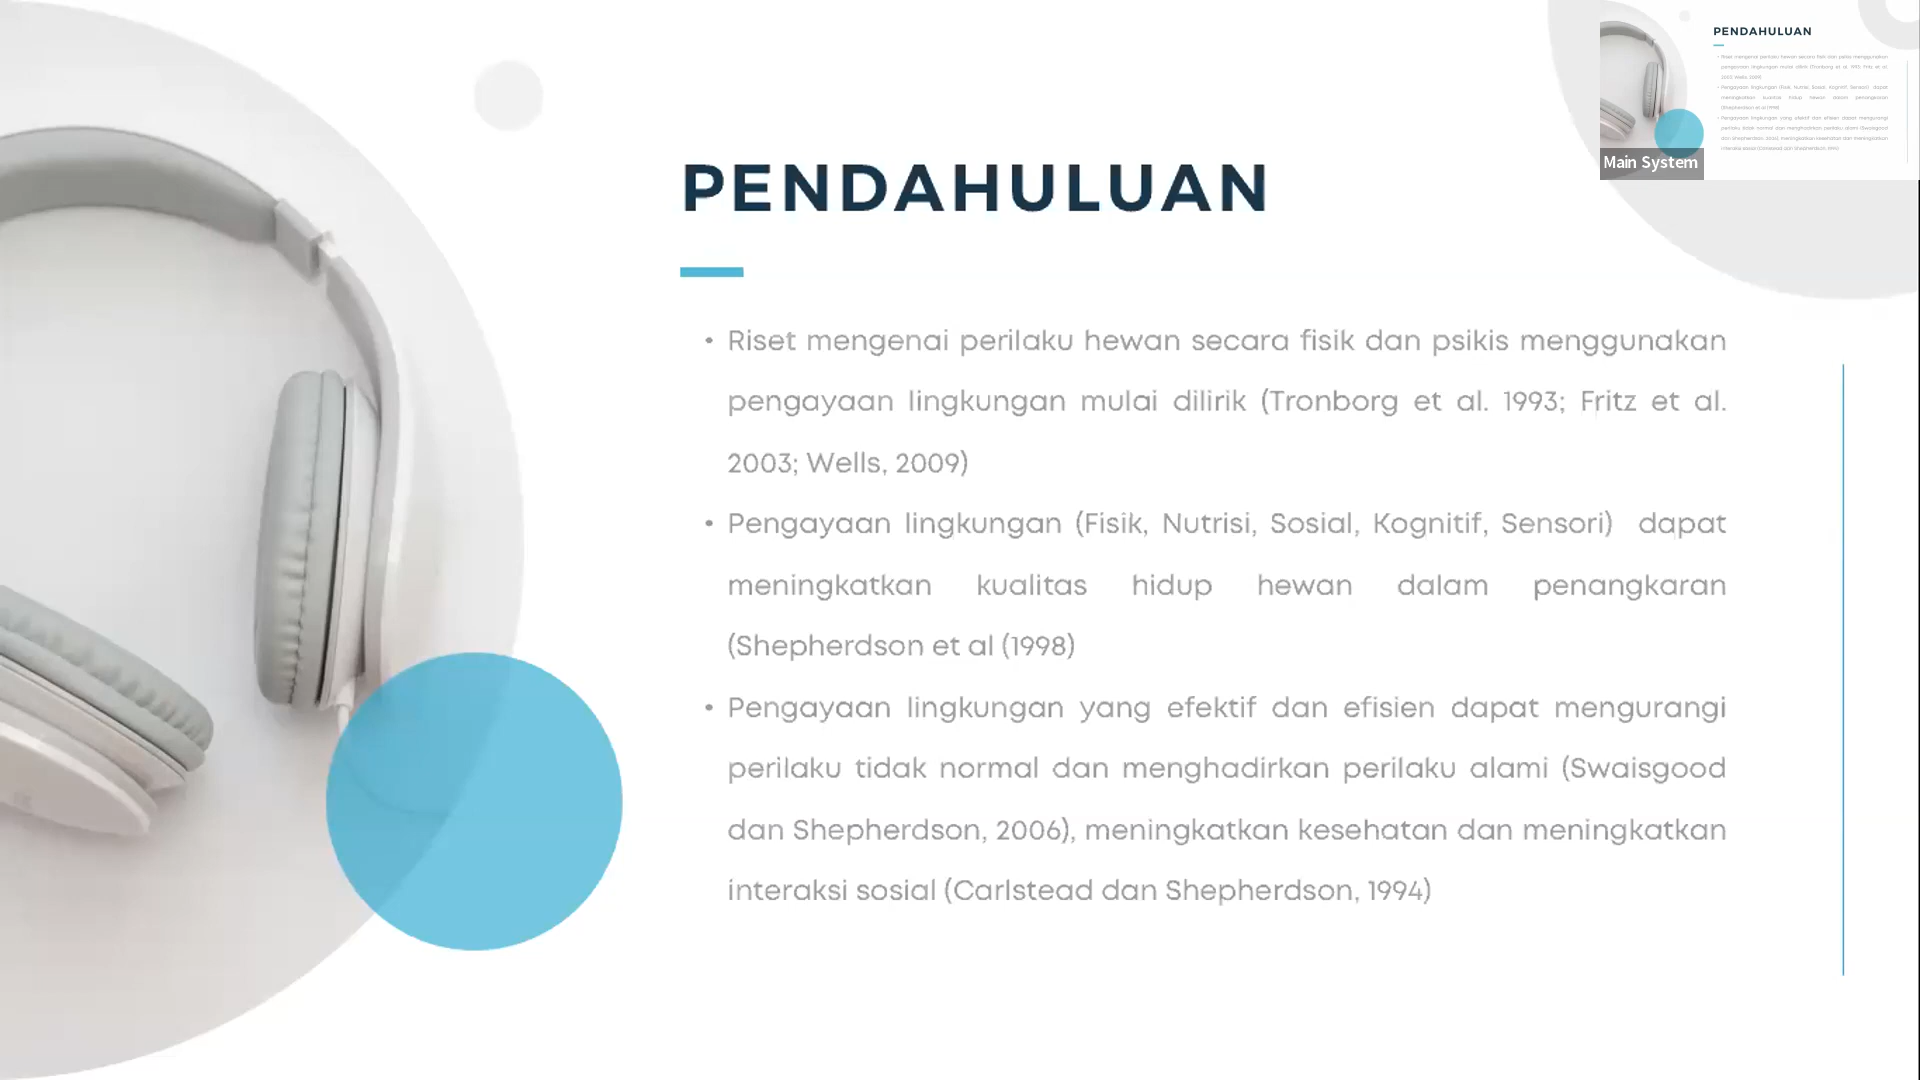 PENDAHULUAN
• Riset mengenai perilaku hewan secara fisik dan psikis menggunakan
pengayaan lingkungan mulai dilirik (Tronborg et al. 1993; Fritz et al.
2003; Wells, 2009)
• Pengayaan lingkungan (Fisik, Nutrisi, Sosial, Kognitif, Sensori) dapat
meningkatkan kualitas hidup hewan dalam penangkaran
(Shepherdson et al (1998)
• Pengayaan lingkungan yang efektif dan efisien dapat mengurangi
perilaku tidak normal dan menghadirkan perilaku alami (Swaisgood
dan Shepherdson, 2006), meningkatkan kesehatan dan meningkatkan
interaksi sosial (Carlstead dan Shepherdson, 1994)
PENDAHULUAN
Main System